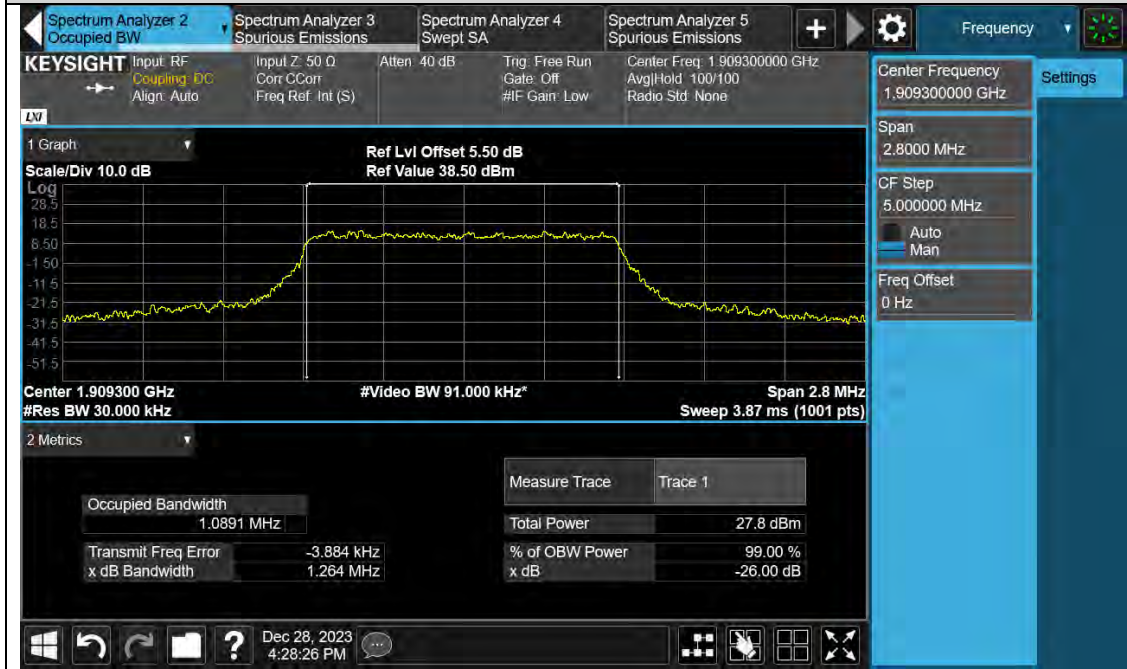 Spectrum Analyzer 2
Occupied BW
Spectrum Analyzer 3
Spurious Emissions
Spectrum Analyzer 4
Swept SA
Spectrum Analyzer 5
Spurious Emissions
+
Frequency
KEYSIGHT
Input: RF
Coupling: DC
Align: Auto
Input Z: 50 Ω
Corr CCorr
Freq Ref: Int (S)
Atten: 40 dB
Trig: Free Run
Gate: Off
#IF Gain: Low
Center Freq: 1.909300000 GHz
Avg|Hold: 100/100
Radio Std: None
LXI
Center Frequency
1.909300000 GHz
Settings
Span
2.8000 MHz
CF Step
5.000000 MHz
Auto
Man
Freq Offset
0 Hz
1 Graph
Scale/Div 10.0 dB
Ref Lvl Offset 5.50 dB
Ref Value 38.50 dBm
Log
28.5
18.5
8.50
-1.50
-11.5
-21.5
-31.5
-41.5
-51.5
Center 1.909300 GHz
#Video BW 91.000 kHz*
Span 2.8 MHz
#Res BW 30.000 kHz
Sweep 3.87 ms (1001 pts)
2 Metrics
Measure Trace Trace 1
Occupied Bandwidth
1.0891 MHz
Total Power 27.8 dBm
Transmit Freq Error -3.884 kHz
% of OBW Power 99.00 %
x dB Bandwidth 1.264 MHz
x dB -26.00 dB
?
Dec 28, 2023
4:28:26 PM